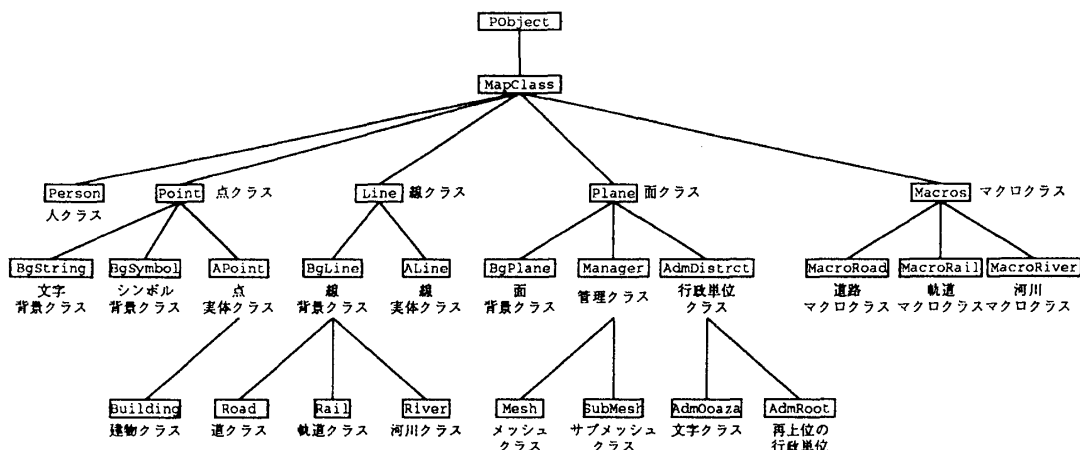 PObject
MapClass
Person
人クラス
Point 点クラス
Line 線クラス
Plane 面クラス
Macros マクロクラス
BgString
文字
背景クラス
BgSymbol
シンボル
背景クラス
APoint
点
実体クラス
BgLine
線
背景クラス
ALine
線
実体クラス
BgPlane
面
背景クラス
Manager
管理クラス
AdmDistrct
行政単位
クラス
MacroRoad
道路
マクロクラス
MacroRail
軌道
マクロクラス
MacroRiver
河川
マクロクラス
Building
建物クラス
Road
道クラス
Rail
軌道クラス
River
河川クラス
Mesh
メッシュ
クラス
SubMesh
サブメッシュ
クラス
AdmOoaza
文字クラス
AdmRoot
再上位の
行政単位